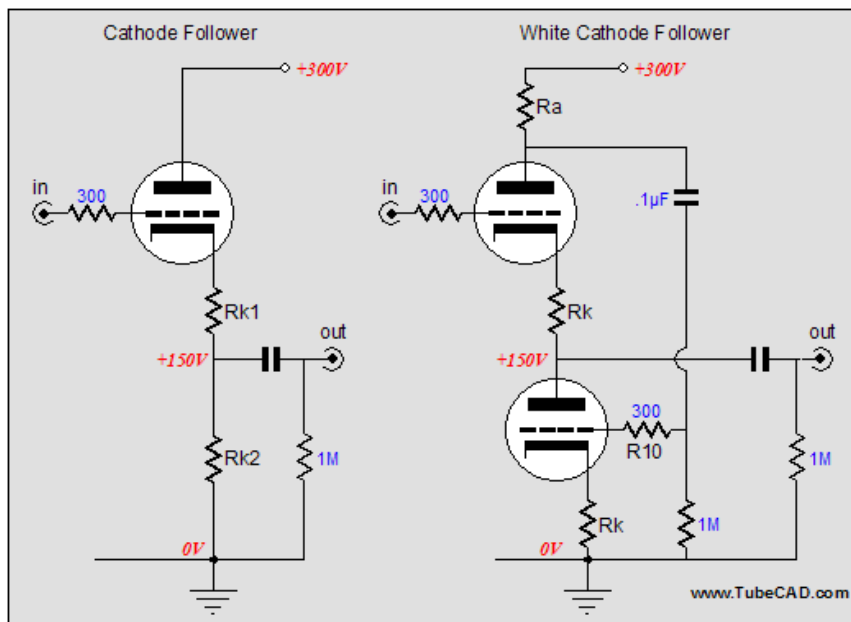 Cathode Follower
White Cathode Follower
+300V
+300V
Ra
in
300
in
300
.1µF
Rk1
Rk
out
out
+150V
+150V
300
R10
Rk2
1M
1M
Rk
1M
0V
0V
www.TubeCAD.com